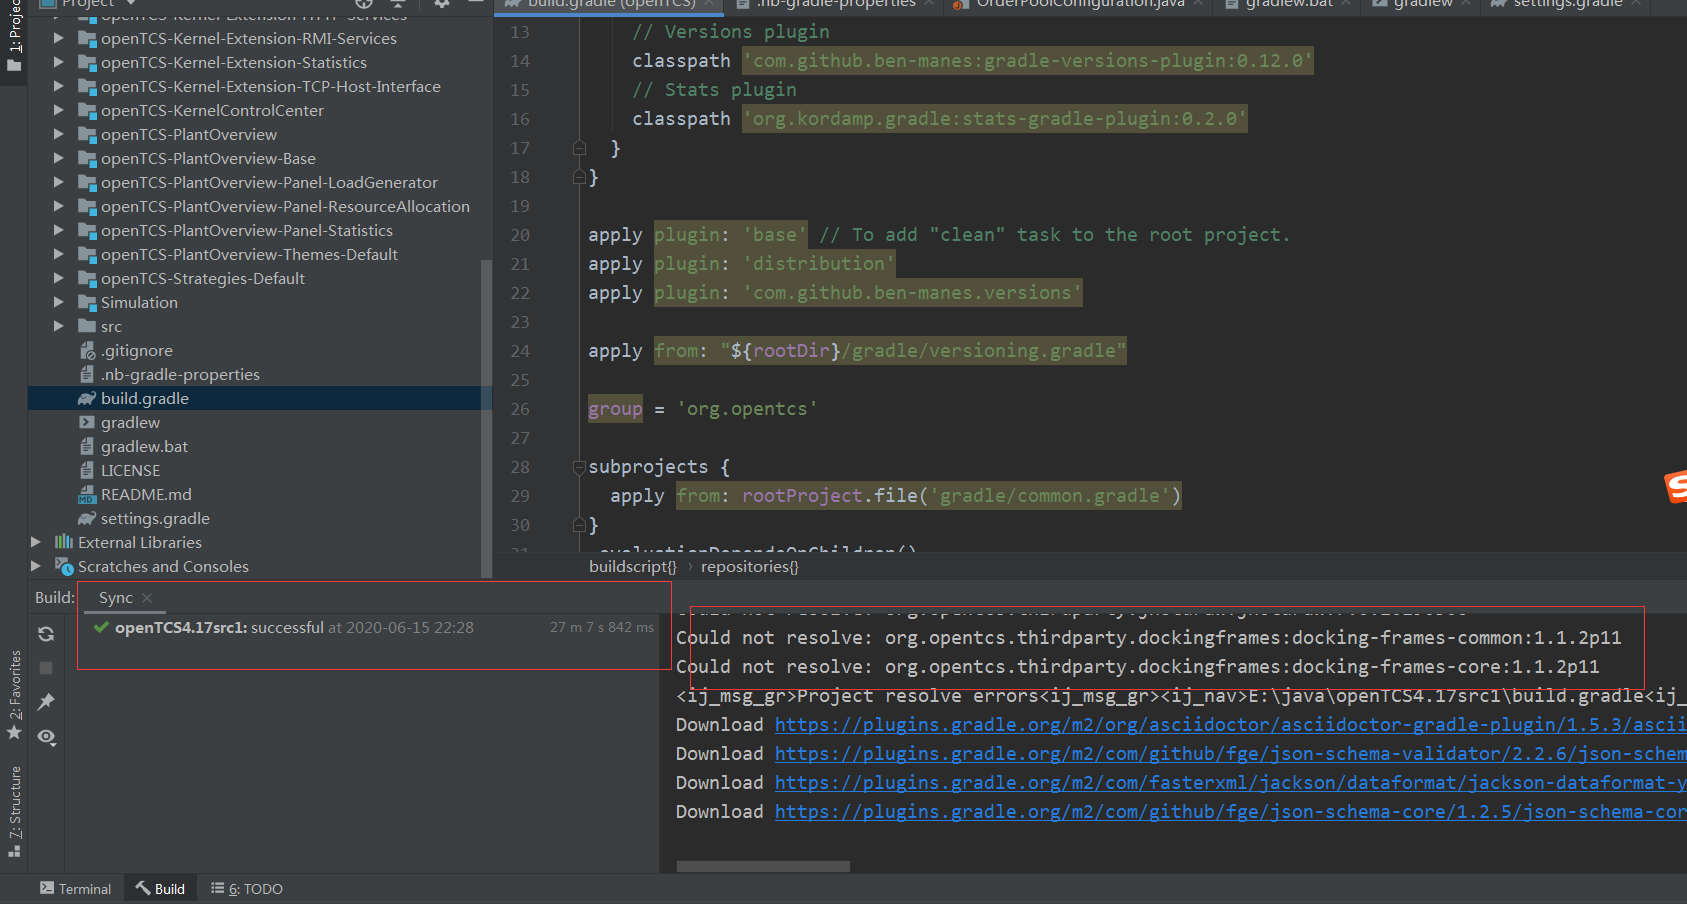 Project
build.gradle (openTCS)
.nb-gradle-properties
OrderPoolConfiguration.java
gradlew.bat
gradlew
settings.gradle
1: Project
openTCS-Kernel-Extension-HTTP-Services
openTCS-Kernel-Extension-RMI-Services
openTCS-Kernel-Extension-Statistics
openTCS-Kernel-Extension-TCP-Host-Interface
openTCS-KernelControlCenter
openTCS-PlantOverview
openTCS-PlantOverview-Base
openTCS-PlantOverview-Panel-LoadGenerator
openTCS-PlantOverview-Panel-ResourceAllocation
openTCS-PlantOverview-Panel-Statistics
openTCS-PlantOverview-Themes-Default
openTCS-Strategies-Default
Simulation
src
.gitignore
.nb-gradle-properties
build.gradle
gradlew
gradlew.bat
LICENSE
README.md
settings.gradle
External Libraries
Scratches and Consoles
13 // Versions plugin
14 classpath 'com.github.ben-manes:gradle-versions-plugin:0.12.0'
15 // Stats plugin
16 classpath 'org.kordamp.gradle:stats-gradle-plugin:0.2.0'
17 }
18 }
19
20 apply plugin: 'base' // To add "clean" task to the root project.
21 apply plugin: 'distribution'
22 apply plugin: 'com.github.ben-manes.versions'
23
24 apply from: "${rootDir}/gradle/versioning.gradle"
25
26 group = 'org.opentcs'
27
28 subprojects {
29 apply from: rootProject.file('gradle/common.gradle')
30 }
31 evaluationDependsOnChildren()
buildscript{} › repositories{}
Build: Sync
openTCS4.17src1: successful at 2020-06-15 22:28 27 m 7 s 842 ms
Could not resolve: org.opentcs.thirdparty.dockingframes:docking-frames-common:1.1.2p11
Could not resolve: org.opentcs.thirdparty.dockingframes:docking-frames-core:1.1.2p11
<ij_msg_gr>Project resolve errors<ij_msg_gr><ij_nav>E:\java\openTCS4.17src1\build.gradle<ij_
Download https://plugins.gradle.org/m2/org/asciidoctor/asciidoctor-gradle-plugin/1.5.3/ascii
Download https://plugins.gradle.org/m2/com/github/fge/json-schema-validator/2.2.6/json-schem
Download https://plugins.gradle.org/m2/com/fasterxml/jackson/dataformat/jackson-dataformat-y
Download https://plugins.gradle.org/m2/com/github/fge/json-schema-core/1.2.5/json-schema-cor
2: Favorites
7: Structure
Terminal
Build
6: TODO